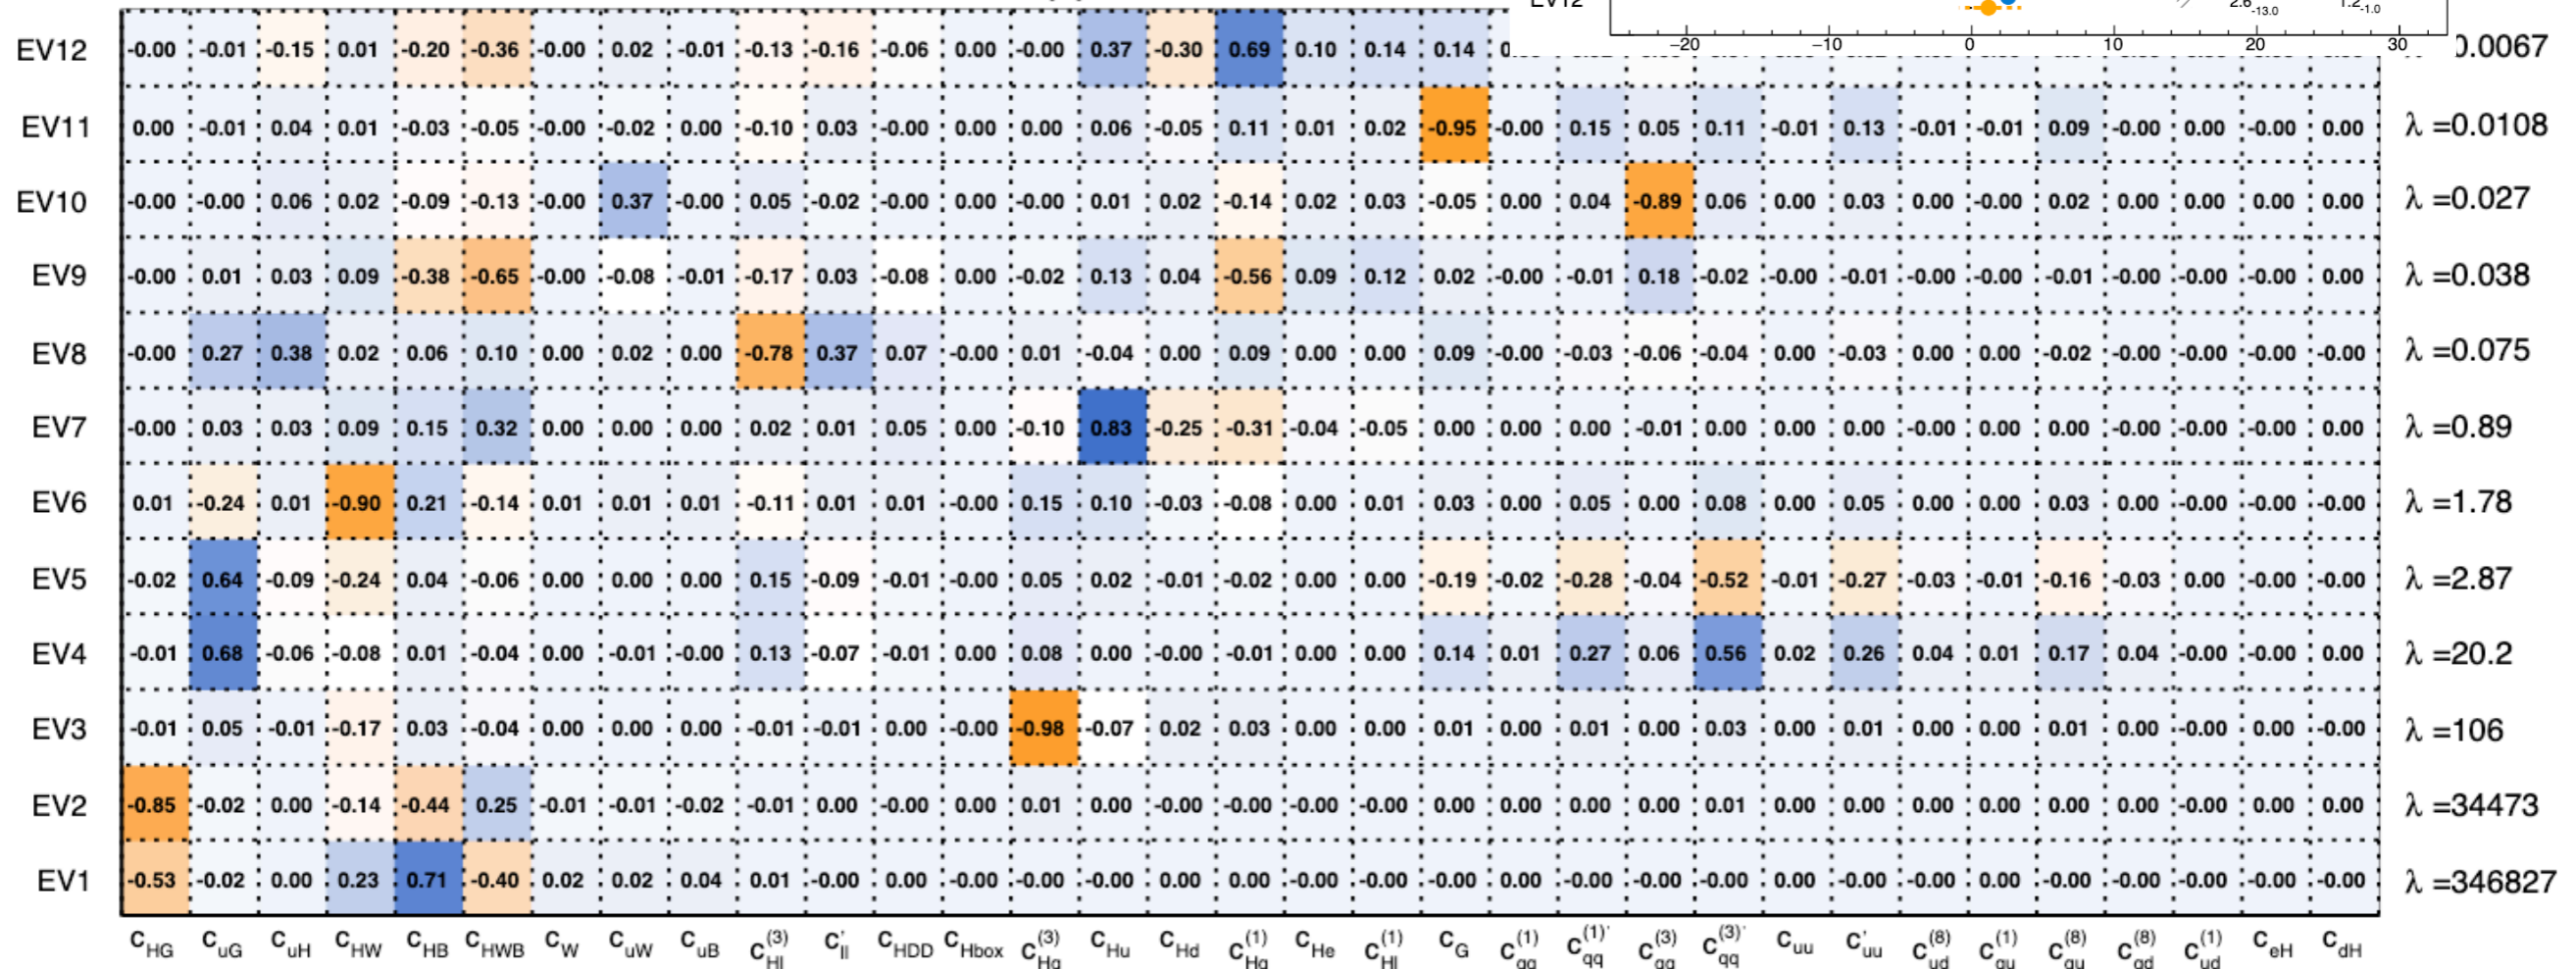 EV12 2.6-13.0 1.2-1.0
-20 -10 0 10 20 30
EV12 -0.00 -0.01 -0.15 0.01 -0.20 -0.36 -0.00 0.02 -0.01 -0.13 -0.16 -0.06 0.00 -0.00 0.37 -0.30 0.69 0.10 0.14 0.14 0.0067
EV11 0.00 -0.01 0.04 0.01 -0.03 -0.05 -0.00 -0.02 0.00 -0.10 0.03 -0.00 0.00 0.00 0.06 -0.05 0.11 0.01 0.02 -0.95 -0.00 0.15 0.05 0.11 -0.01 0.13 -0.01 -0.01 0.09 -0.00 0.00 -0.00 0.00 λ =0.0108
EV10 -0.00 -0.00 0.06 0.02 -0.09 -0.13 -0.00 0.37 -0.00 0.05 -0.02 -0.00 0.00 -0.00 0.01 0.02 -0.14 0.02 0.03 -0.05 0.00 0.04 -0.89 0.06 0.00 0.03 0.00 -0.00 0.02 0.00 0.00 0.00 0.00 λ =0.027
EV9 -0.00 0.01 0.03 0.09 -0.38 -0.65 -0.00 -0.08 -0.01 -0.17 0.03 -0.08 0.00 -0.02 0.13 0.04 -0.56 0.09 0.12 0.02 -0.00 -0.01 0.18 -0.02 -0.00 -0.01 -0.00 -0.00 -0.01 -0.00 -0.00 -0.00 0.00 λ =0.038
EV8 -0.00 0.27 0.38 0.02 0.06 0.10 0.00 0.02 0.00 -0.78 0.37 0.07 -0.00 0.01 -0.04 0.00 0.09 0.00 0.00 0.09 -0.00 -0.03 -0.06 -0.04 0.00 -0.03 0.00 0.00 -0.02 -0.00 -0.00 -0.00 -0.00 λ =0.075
EV7 -0.00 0.03 0.03 0.09 0.15 0.32 0.00 0.00 0.00 0.02 0.01 0.05 0.00 -0.10 0.83 -0.25 -0.31 -0.04 -0.05 0.00 0.00 0.00 -0.01 0.00 0.00 0.00 -0.00 0.00 0.00 -0.00 -0.00 -0.00 0.00 λ =0.89
EV6 0.01 -0.24 0.01 -0.90 0.21 -0.14 0.01 0.01 0.01 -0.11 0.01 0.01 -0.00 0.15 0.10 -0.03 -0.08 0.00 0.01 0.03 0.00 0.05 0.00 0.08 0.00 0.05 0.00 0.00 0.03 0.00 -0.00 -0.00 -0.00 λ =1.78
EV5 -0.02 0.64 -0.09 -0.24 0.04 -0.06 0.00 0.00 0.00 0.15 -0.09 -0.01 -0.00 0.05 0.02 -0.01 -0.02 0.00 0.00 -0.19 -0.02 -0.28 -0.04 -0.52 -0.01 -0.27 -0.03 -0.01 -0.16 -0.03 0.00 -0.00 -0.00 λ =2.87
EV4 -0.01 0.68 -0.06 -0.08 0.01 -0.04 0.00 -0.01 -0.00 0.13 -0.07 -0.01 0.00 0.08 0.00 -0.00 -0.01 0.00 0.00 0.14 0.01 0.27 0.06 0.56 0.02 0.26 0.04 0.01 0.17 0.04 -0.00 -0.00 0.00 λ =20.2
EV3 -0.01 0.05 -0.01 -0.17 0.03 -0.04 0.00 0.00 0.00 -0.01 -0.01 0.00 -0.00 -0.98 -0.07 0.02 0.03 0.00 0.00 0.01 0.00 0.01 0.00 0.03 0.00 0.01 0.00 0.00 0.01 0.00 -0.00 0.00 -0.00 λ =106
EV2 -0.85 -0.02 0.00 -0.14 -0.44 0.25 -0.01 -0.01 -0.02 -0.01 0.00 -0.00 0.00 0.01 0.00 -0.00 -0.00 -0.00 -0.00 0.00 0.00 0.00 0.00 0.01 0.00 0.00 0.00 0.00 0.00 0.00 -0.00 0.00 0.00 λ =34473
EV1 -0.53 -0.02 0.00 0.23 0.71 -0.40 0.02 0.02 0.04 0.01 -0.00 0.00 -0.00 -0.00 -0.00 0.00 0.00 -0.00 -0.00 -0.00 0.00 -0.00 -0.00 -0.00 0.00 -0.00 -0.00 0.00 -0.00 -0.00 -0.00 -0.00 -0.00 λ =346827
CHG CuG CuH CHW CHB CHWB CW CuW CuB CHl(3) Cll' CHDD CHbox CHq(3) CHu CHd CHq(1) CHe CHl(1) CG Cqq(1) Cqq(1)' Cqq(3) Cqq(3)' Cuu Cuu' Cud(8) Cqu(1) Cqu(8) Cqd(8) Cud(1) CeH CdH